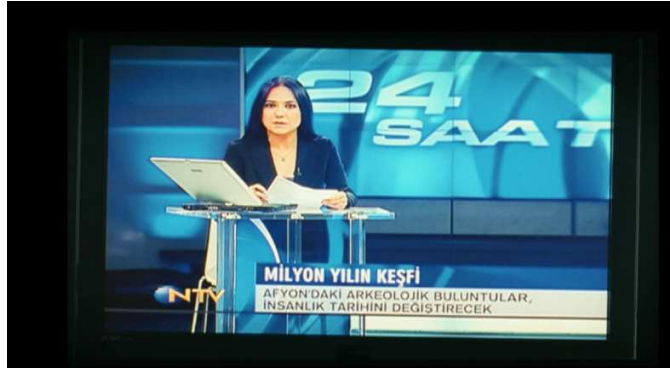 24
SAAT
MİLYON YILIN KEŞFİ
AFYON'DAKİ ARKEOLOJİK BULUNTULAR,
İNSANLIK TARİHİNİ DEĞİŞTİRECEK
NTV